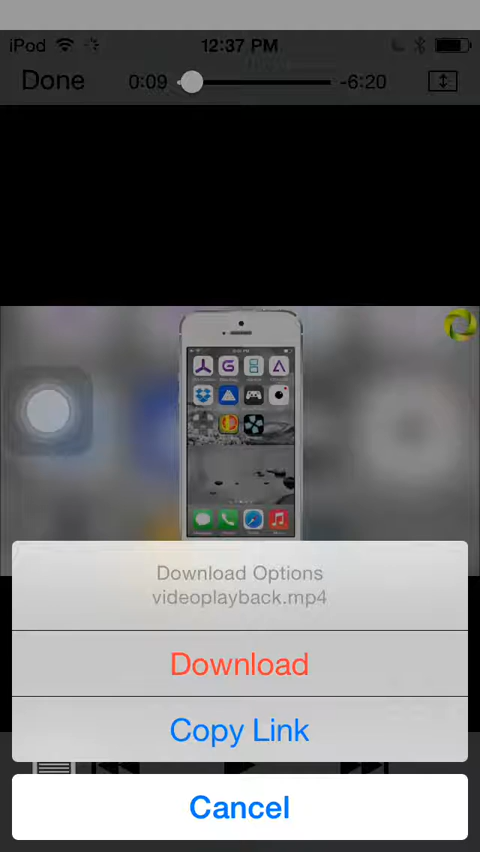 iPod 12:37 PM
Done 0:09 -6:20
Download Options
videoplayback.mp4
Download
Copy Link
Cancel